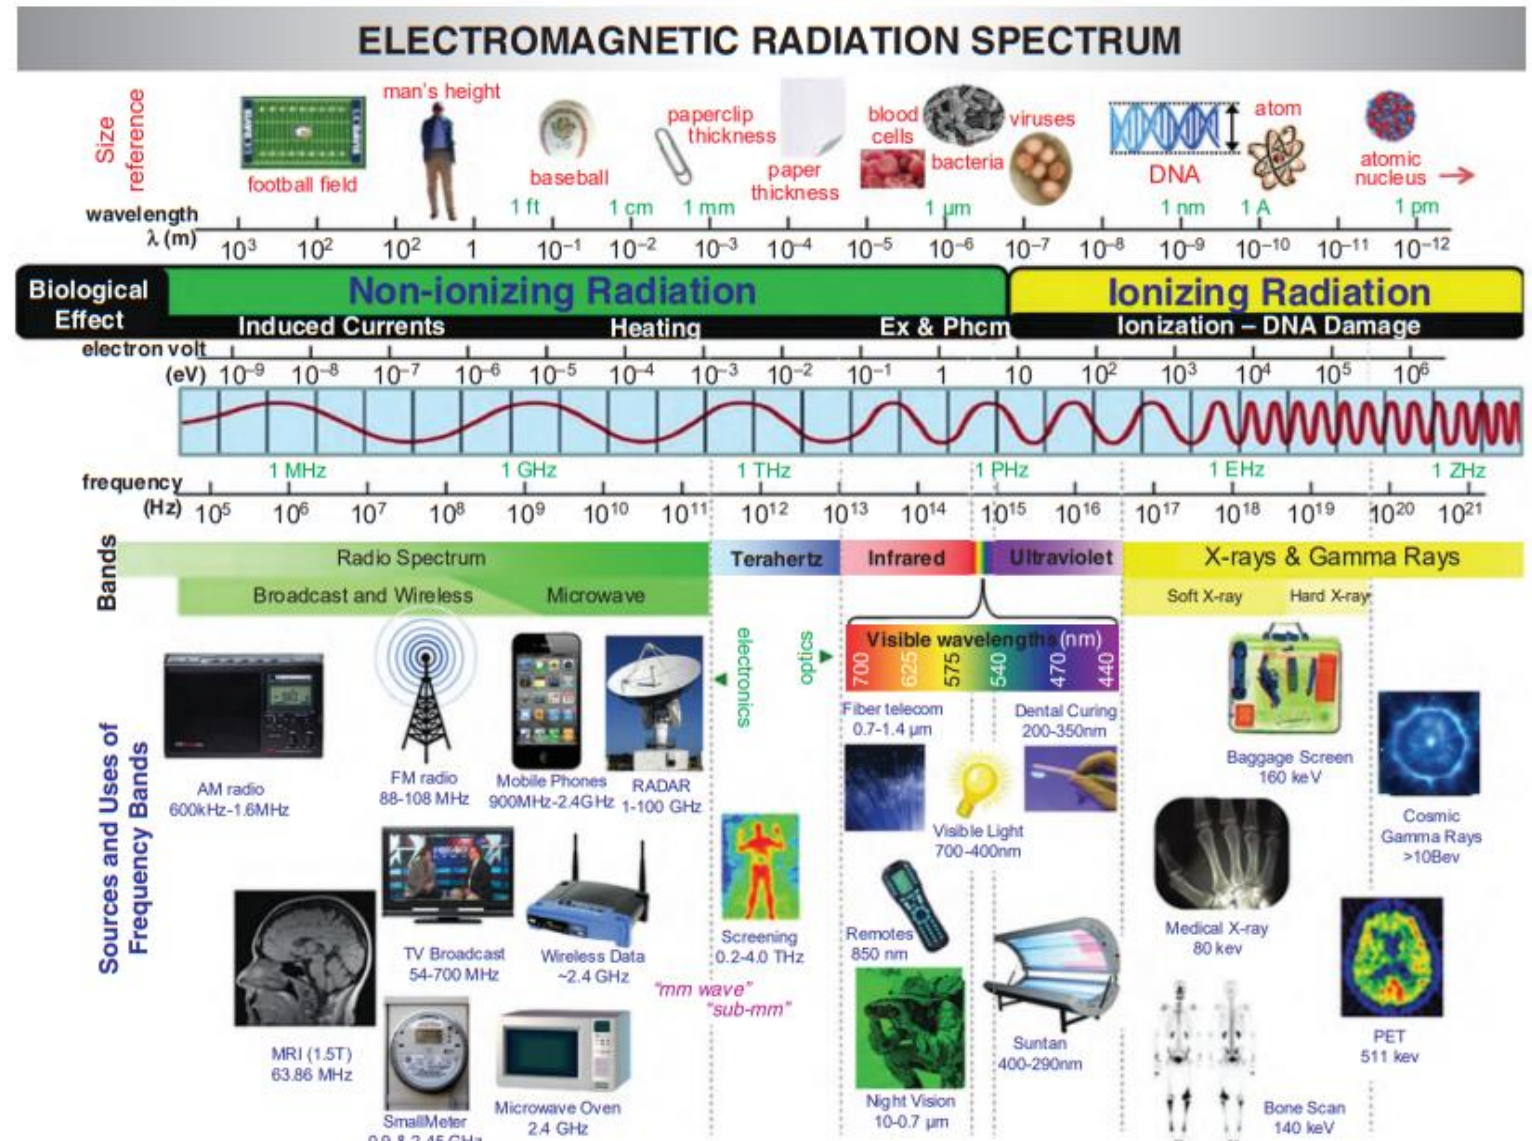 ELECTROMAGNETIC RADIATION SPECTRUM
Size
reference
football field
man's height
baseball
paperclip
thickness
paper
thickness
blood
cells
bacteria
viruses
DNA
atom
atomic
nucleus
wavelength
λ (m)
1 ft 1 cm 1 mm 1 μm 1 nm 1 A 1 pm
10³ 10² 10² 1 10⁻¹ 10⁻² 10⁻³ 10⁻⁴ 10⁻⁵ 10⁻⁶ 10⁻⁷ 10⁻⁸ 10⁻⁹ 10⁻¹⁰ 10⁻¹¹ 10⁻¹²
Biological
Effect
Non-ionizing Radiation
Ionizing Radiation
Induced Currents Heating Ex & Phcm Ionization – DNA Damage
electron volt
(eV) 10⁻⁹ 10⁻⁸ 10⁻⁷ 10⁻⁶ 10⁻⁵ 10⁻⁴ 10⁻³ 10⁻² 10⁻¹ 1 10 10² 10³ 10⁴ 10⁵ 10⁶
1 MHz 1 GHz 1 THz 1 PHz 1 EHz 1 ZHz
frequency
(Hz) 10⁵ 10⁶ 10⁷ 10⁸ 10⁹ 10¹⁰ 10¹¹ 10¹² 10¹³ 10¹⁴ 10¹⁵ 10¹⁶ 10¹⁷ 10¹⁸ 10¹⁹ 10²⁰ 10²¹
Bands
Radio Spectrum Terahertz Infrared Ultraviolet X-rays & Gamma Rays
Broadcast and Wireless Microwave Soft X-ray Hard X-ray
electronics
optics
Visible wavelengths (nm)
700 625 575 540 470 440
Sources and Uses of
Frequency Bands
AM radio
600kHz-1.6MHz
FM radio
88-108 MHz
Mobile Phones
900MHz-2.4GHz
RADAR
1-100 GHz
Fiber telecom
0.7-1.4 μm
Dental Curing
200-350nm
Baggage Screen
160 keV
Visible Light
700-400nm
Cosmic
Gamma Rays
>10Bev
TV Broadcast
54-700 MHz
Wireless Data
~2.4 GHz
Screening
0.2-4.0 THz
Remotes
850 nm
Medical X-ray
80 kev
"mm wave"
"sub-mm"
MRI (1.5T)
63.86 MHz
Suntan
400-290nm
PET
511 kev
SmallMeter
0.9 & 2.45 GHz
Microwave Oven
2.4 GHz
Night Vision
10-0.7 μm
Bone Scan
140 keV